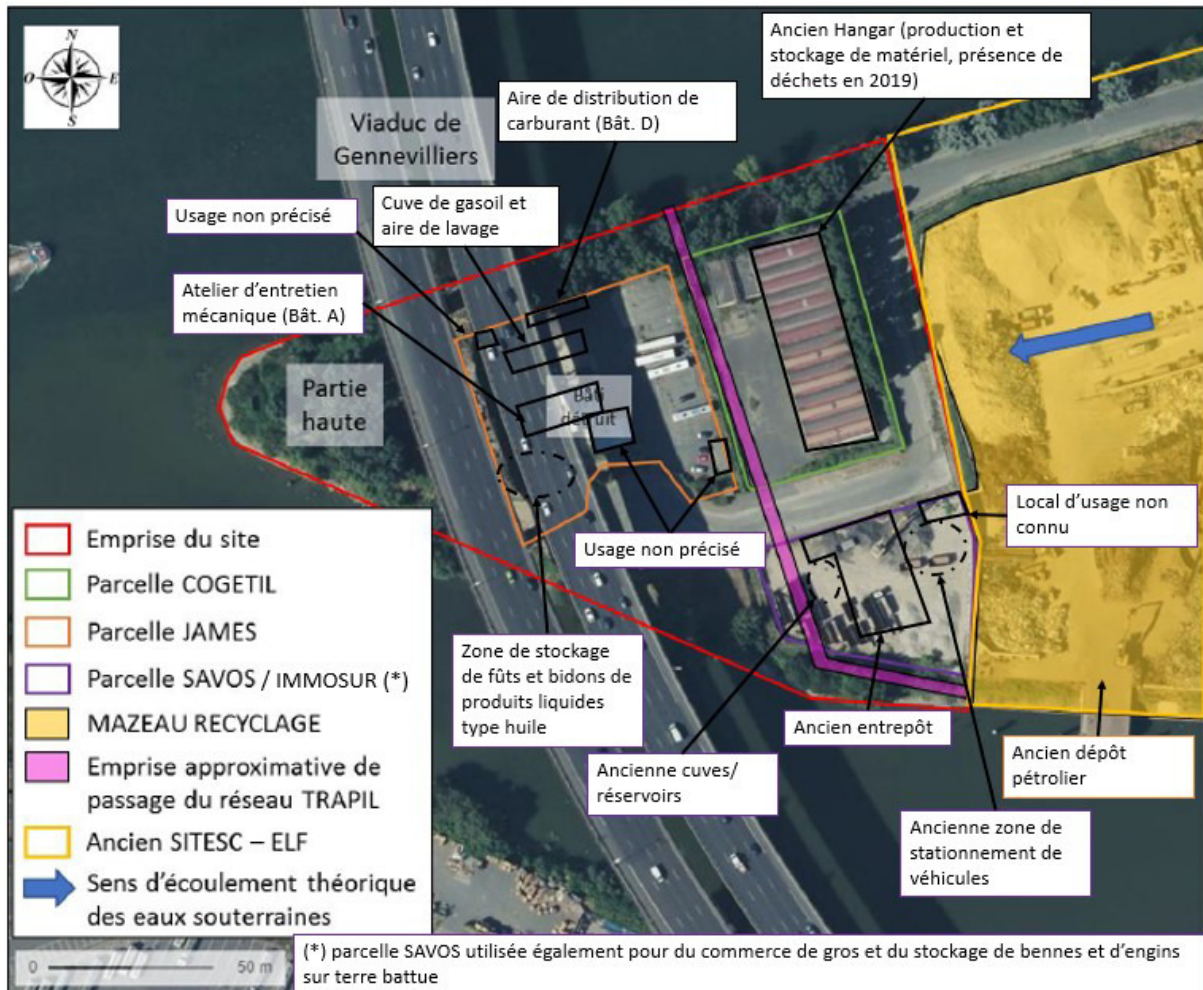 N
O
E
S
Viaduc de
Gennevilliers
Aire de distribution de
carburant (Bât. D)
Ancien Hangar (production et
stockage de matériel, présence de
déchets en 2019)
Usage non précisé
Cuve de gasoil et
aire de lavage
Atelier d'entretien
mécanique (Bât. A)
Partie
haute
Bâti
détruit
Usage non précisé
Local d'usage non
connu
Zone de stockage
de fûts et bidons de
produits liquides
type huile
Ancienne cuves/
réservoirs
Ancien entrepôt
Ancien dépôt
pétrolier
Ancienne zone de
stationnement de
véhicules
Emprise du site
Parcelle COGETIL
Parcelle JAMES
Parcelle SAVOS / IMMOSUR (*)
MAZEAU RECYCLAGE
Emprise approximative de
passage du réseau TRAPIL
Ancien SITESC – ELF
Sens d'écoulement théorique
des eaux souterraines
0 50 m
(*) parcelle SAVOS utilisée également pour du commerce de gros et du stockage de bennes et d'engins
sur terre battue